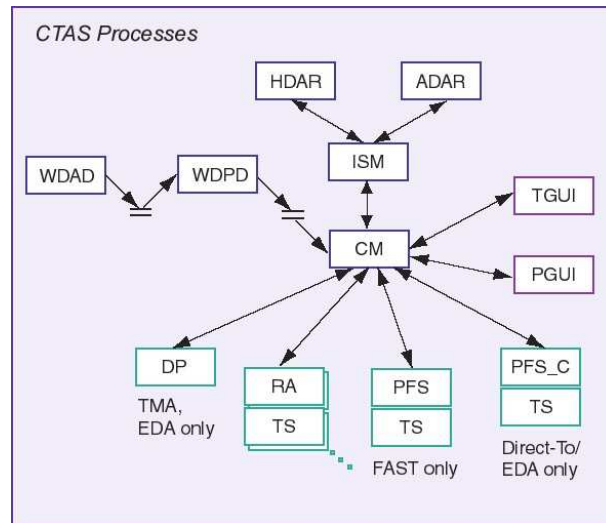 CTAS Processes
HDAR
ADAR
ISM
WDAD
WDPD
TGUI
CM
PGUI
DP
TMA,
EDA only
RA
TS
PFS
TS
FAST only
PFS_C
TS
Direct-To/
EDA only